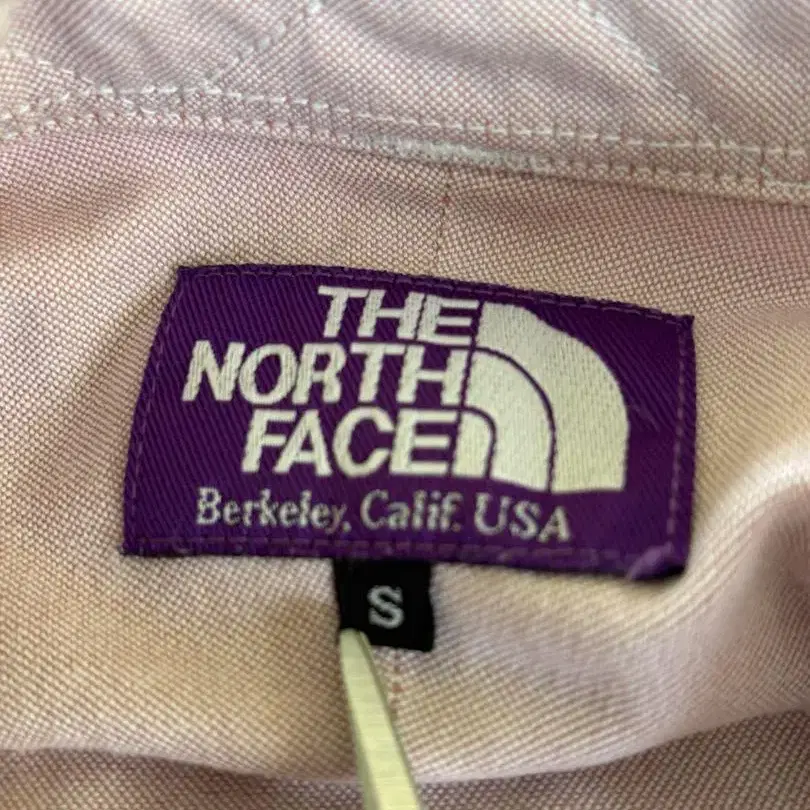 THE
NORTH
FACE
Berkeley, Calif. USA
S